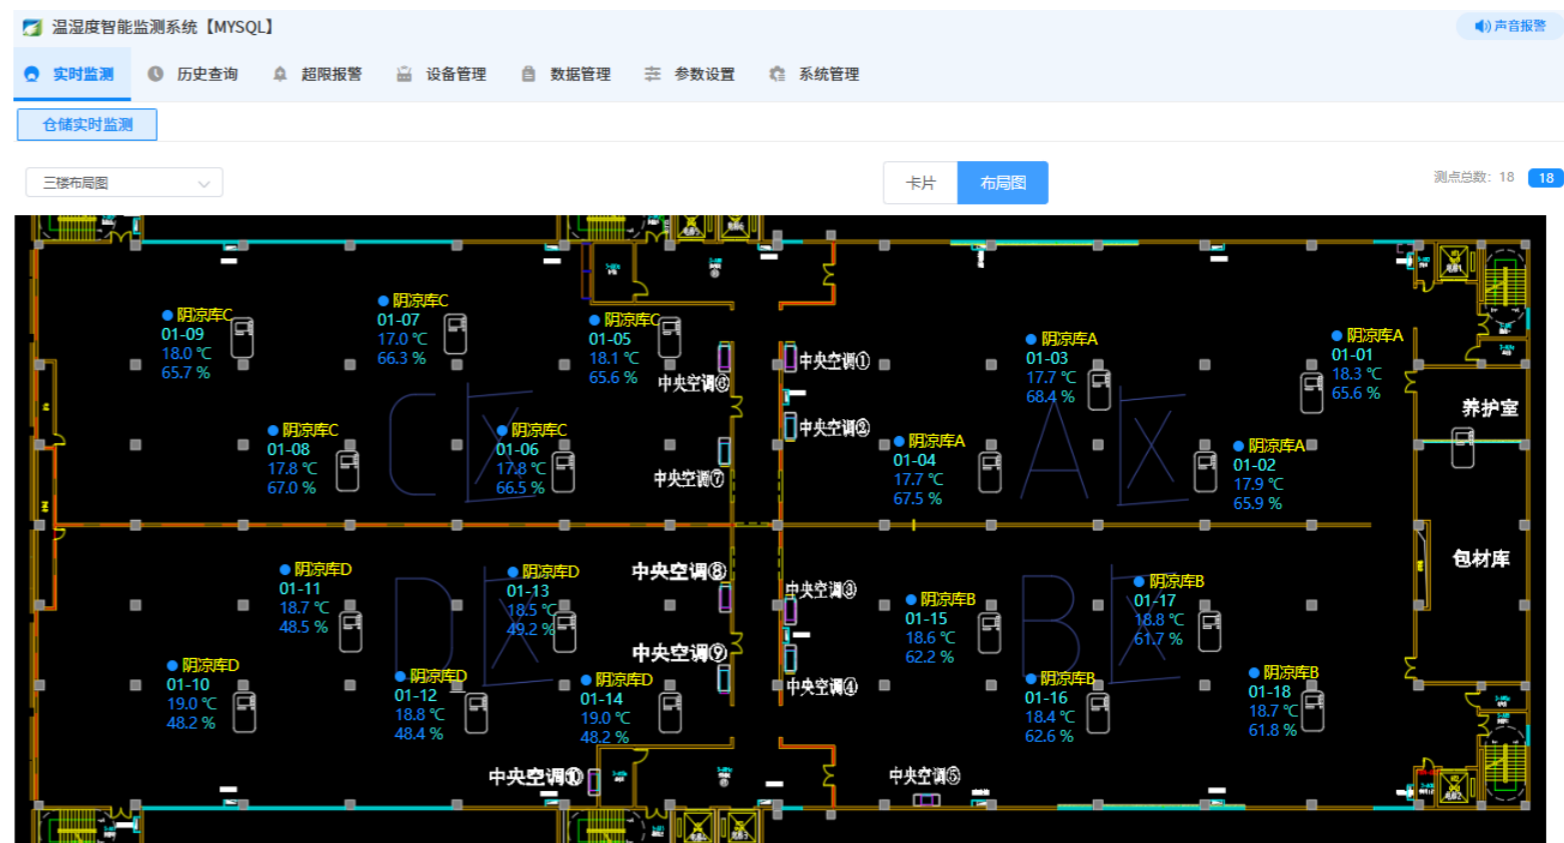 温湿度智能监测系统【MYSQL】
声音报警
实时监测 历史查询 超限报警 设备管理 数据管理 参数设置 系统管理
仓储实时监测
三楼布局图
卡片 布局图
测点总数: 18 18
阴凉库C
01-09
18.0 ℃
65.7 %
阴凉库C
01-07
17.0 ℃
66.3 %
阴凉库C
01-05
18.1 ℃
65.6 %
中央空调⑥
阴凉库C
01-08
17.8 ℃
67.0 %
阴凉库C
01-06
17.8 ℃
66.5 %
中央空调⑦
C区
中央空调①
中央空调②
阴凉库A
01-03
17.7 ℃
68.4 %
阴凉库A
01-01
18.3 ℃
65.6 %
阴凉库A
01-04
17.7 ℃
67.5 %
阴凉库A
01-02
17.9 ℃
65.9 %
A区
养护室
包材库
阴凉库D
01-11
18.7 ℃
48.5 %
阴凉库D
01-13
18.5 ℃
49.2 %
中央空调⑧
中央空调⑨
阴凉库D
01-10
19.0 ℃
48.2 %
阴凉库D
01-12
18.8 ℃
48.4 %
阴凉库D
01-14
19.0 ℃
48.2 %
D区
中央空调⑩
中央空调③
中央空调④
阴凉库B
01-15
18.6 ℃
62.2 %
阴凉库B
01-17
18.8 ℃
61.7 %
阴凉库B
01-16
18.4 ℃
62.6 %
阴凉库B
01-18
18.7 ℃
61.8 %
B区
中央空调⑤